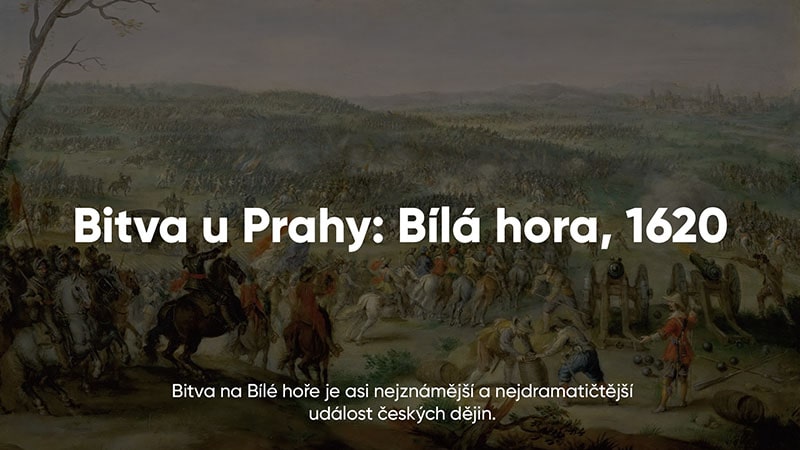 Bitva u Prahy: Bílá hora, 1620
Bitva na Bílé hoře je asi nejznámější a nejdramatičtější
událost českých dějin.